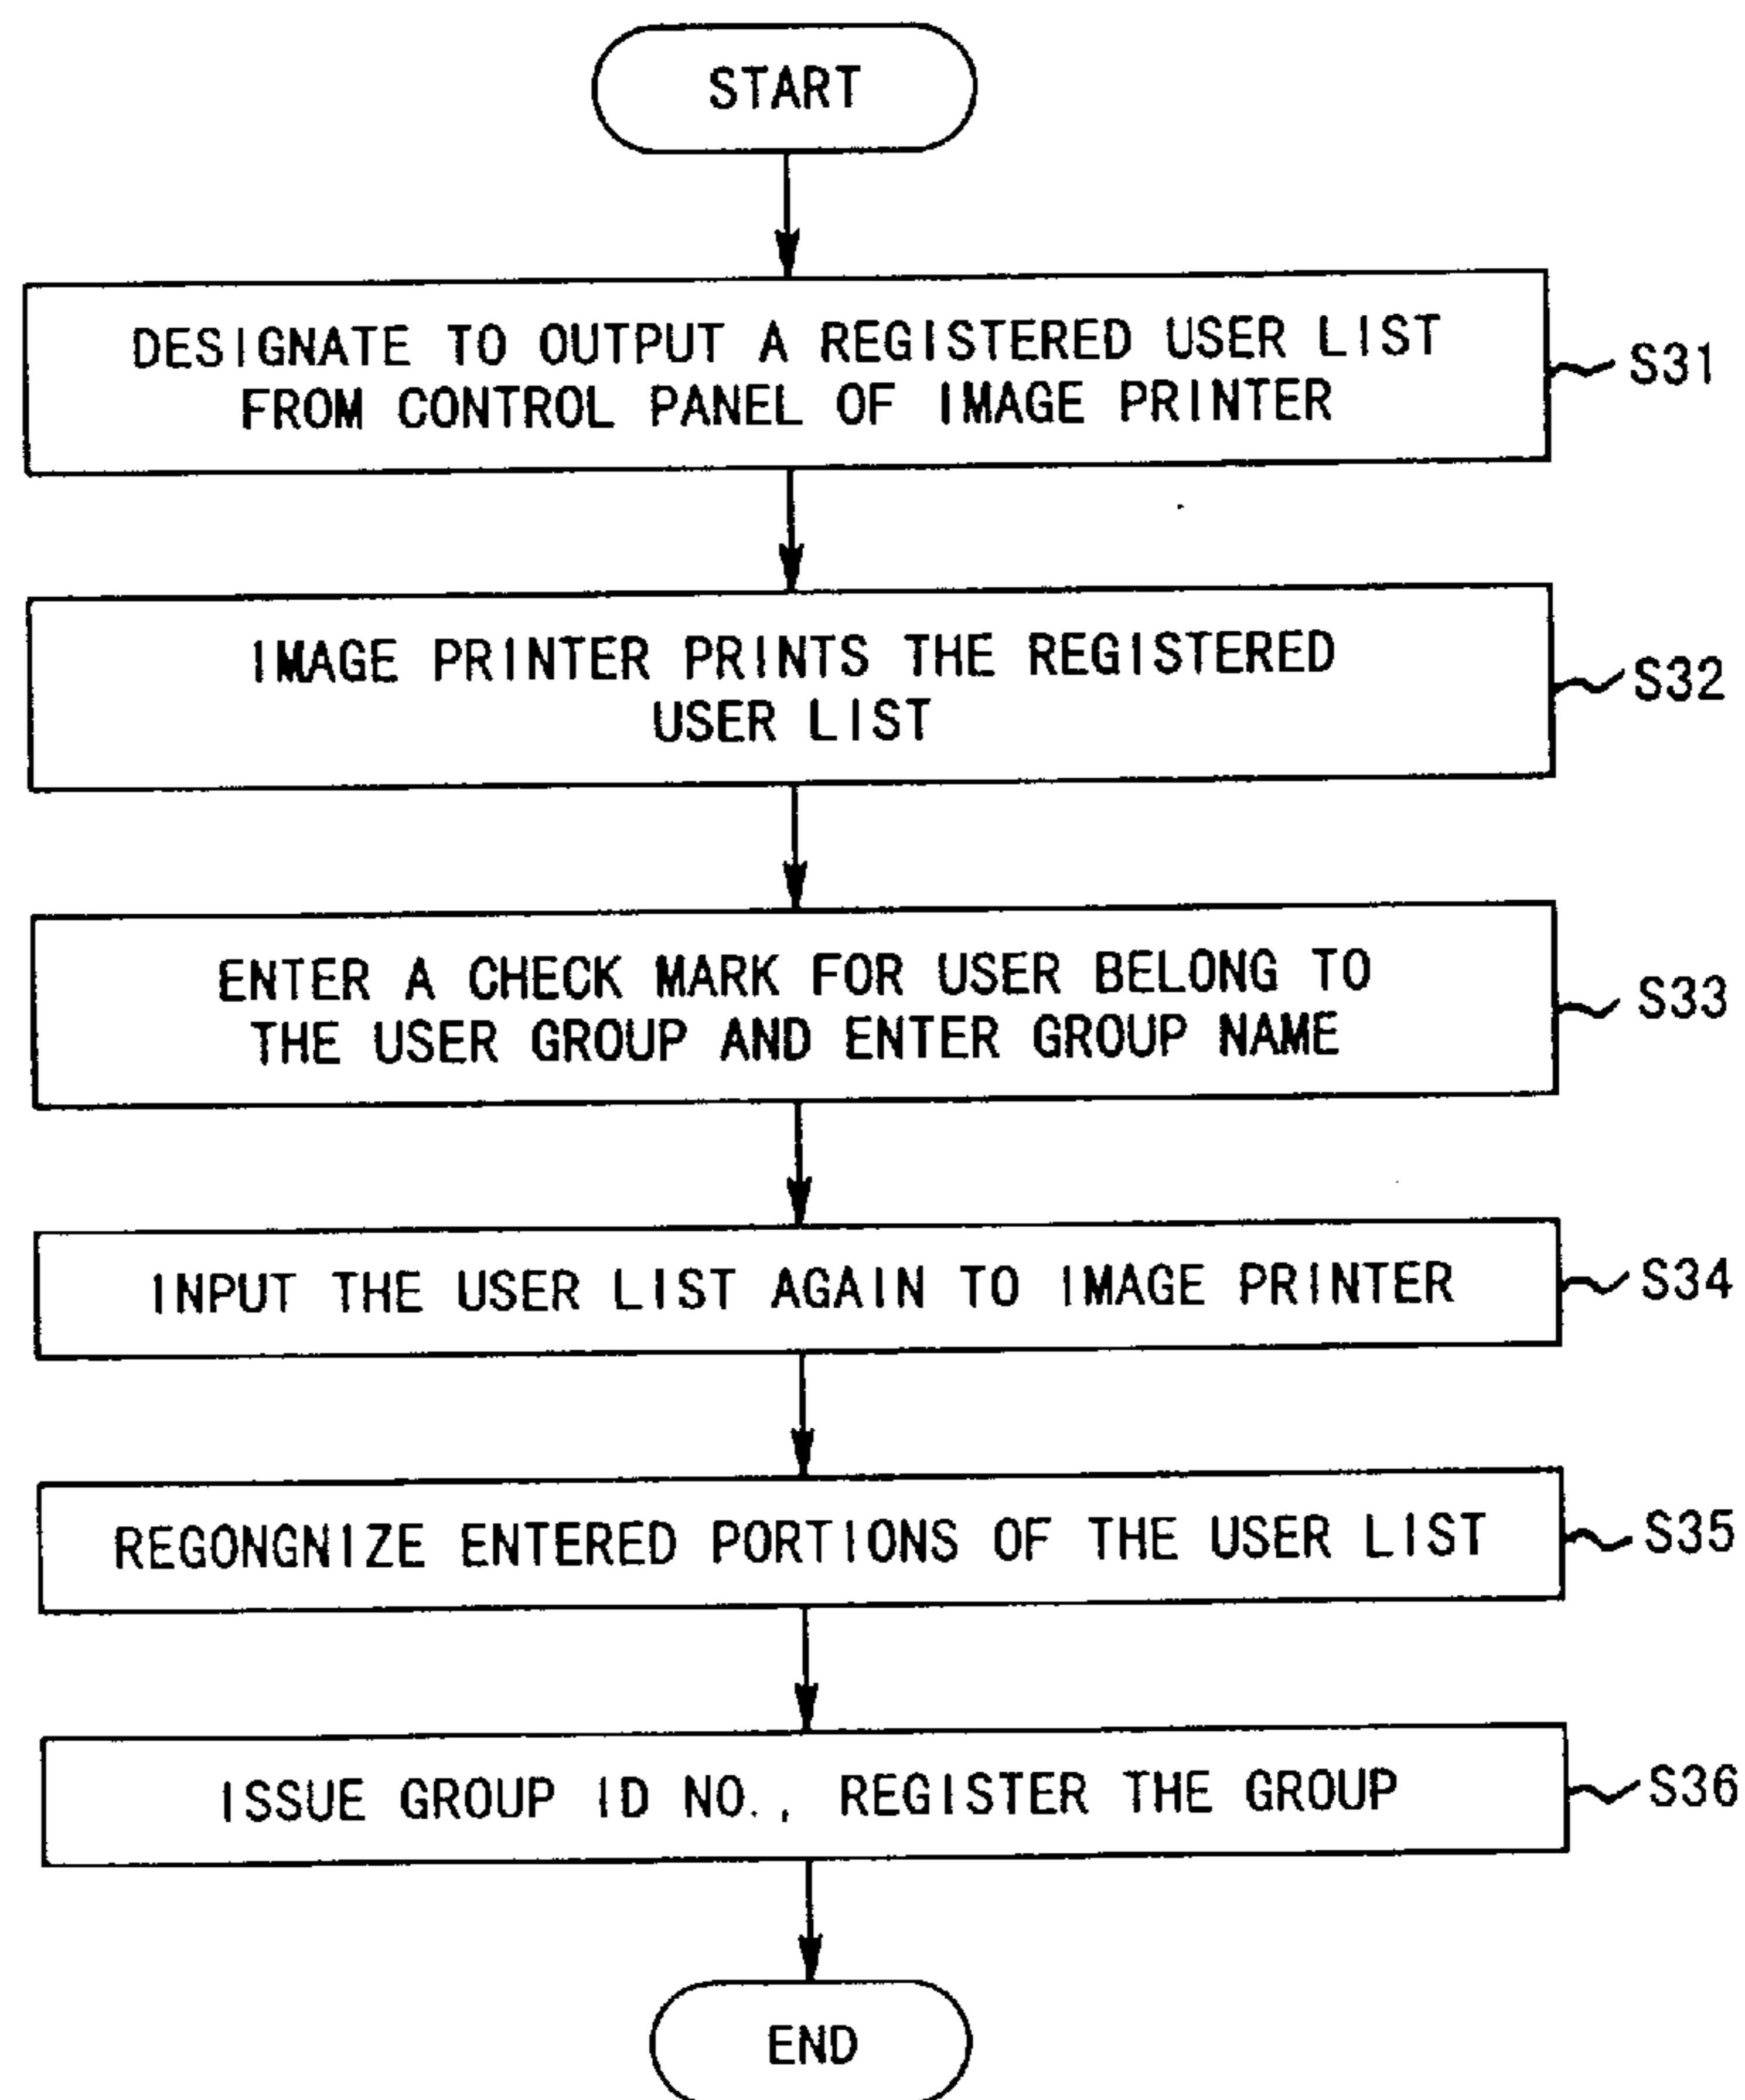 START
DESIGNATE TO OUTPUT A REGISTERED USER LIST
FROM CONTROL PANEL OF IMAGE PRINTER
S31
IMAGE PRINTER PRINTS THE REGISTERED
USER LIST
S32
ENTER A CHECK MARK FOR USER BELONG TO
THE USER GROUP AND ENTER GROUP NAME
S33
INPUT THE USER LIST AGAIN TO IMAGE PRINTER
S34
REGONGNIZE ENTERED PORTIONS OF THE USER LIST
S35
ISSUE GROUP ID NO., REGISTER THE GROUP
S36
END